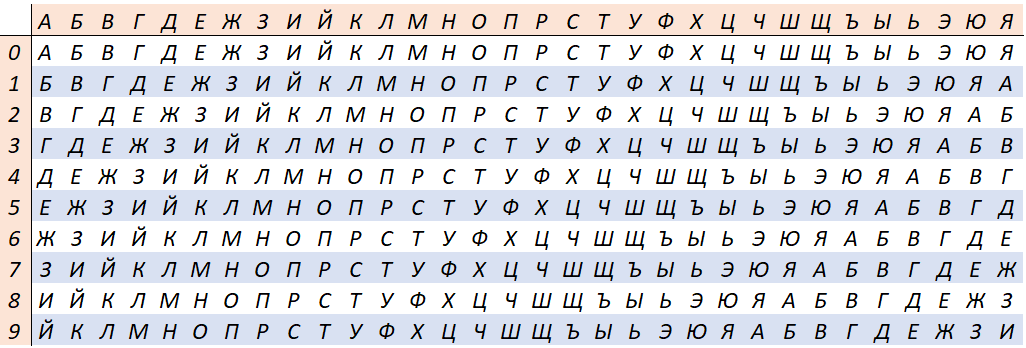 А Б В Г Д Е Ж З И Й К Л М Н О П Р С Т У Ф Х Ц Ч Ш Щ Ъ Ы Ь Э Ю Я
0 А Б В Г Д Е Ж З И Й К Л М Н О П Р С Т У Ф Х Ц Ч Ш Щ Ъ Ы Ь Э Ю Я
1 Б В Г Д Е Ж З И Й К Л М Н О П Р С Т У Ф Х Ц Ч Ш Щ Ъ Ы Ь Э Ю Я А
2 В Г Д Е Ж З И Й К Л М Н О П Р С Т У Ф Х Ц Ч Ш Щ Ъ Ы Ь Э Ю Я А Б
3 Г Д Е Ж З И Й К Л М Н О П Р С Т У Ф Х Ц Ч Ш Щ Ъ Ы Ь Э Ю Я А Б В
4 Д Е Ж З И Й К Л М Н О П Р С Т У Ф Х Ц Ч Ш Щ Ъ Ы Ь Э Ю Я А Б В Г
5 Е Ж З И Й К Л М Н О П Р С Т У Ф Х Ц Ч Ш Щ Ъ Ы Ь Э Ю Я А Б В Г Д
6 Ж З И Й К Л М Н О П Р С Т У Ф Х Ц Ч Ш Щ Ъ Ы Ь Э Ю Я А Б В Г Д Е
7 З И Й К Л М Н О П Р С Т У Ф Х Ц Ч Ш Щ Ъ Ы Ь Э Ю Я А Б В Г Д Е Ж
8 И Й К Л М Н О П Р С Т У Ф Х Ц Ч Ш Щ Ъ Ы Ь Э Ю Я А Б В Г Д Е Ж З
9 Й К Л М Н О П Р С Т У Ф Х Ц Ч Ш Щ Ъ Ы Ь Э Ю Я А Б В Г Д Е Ж З И